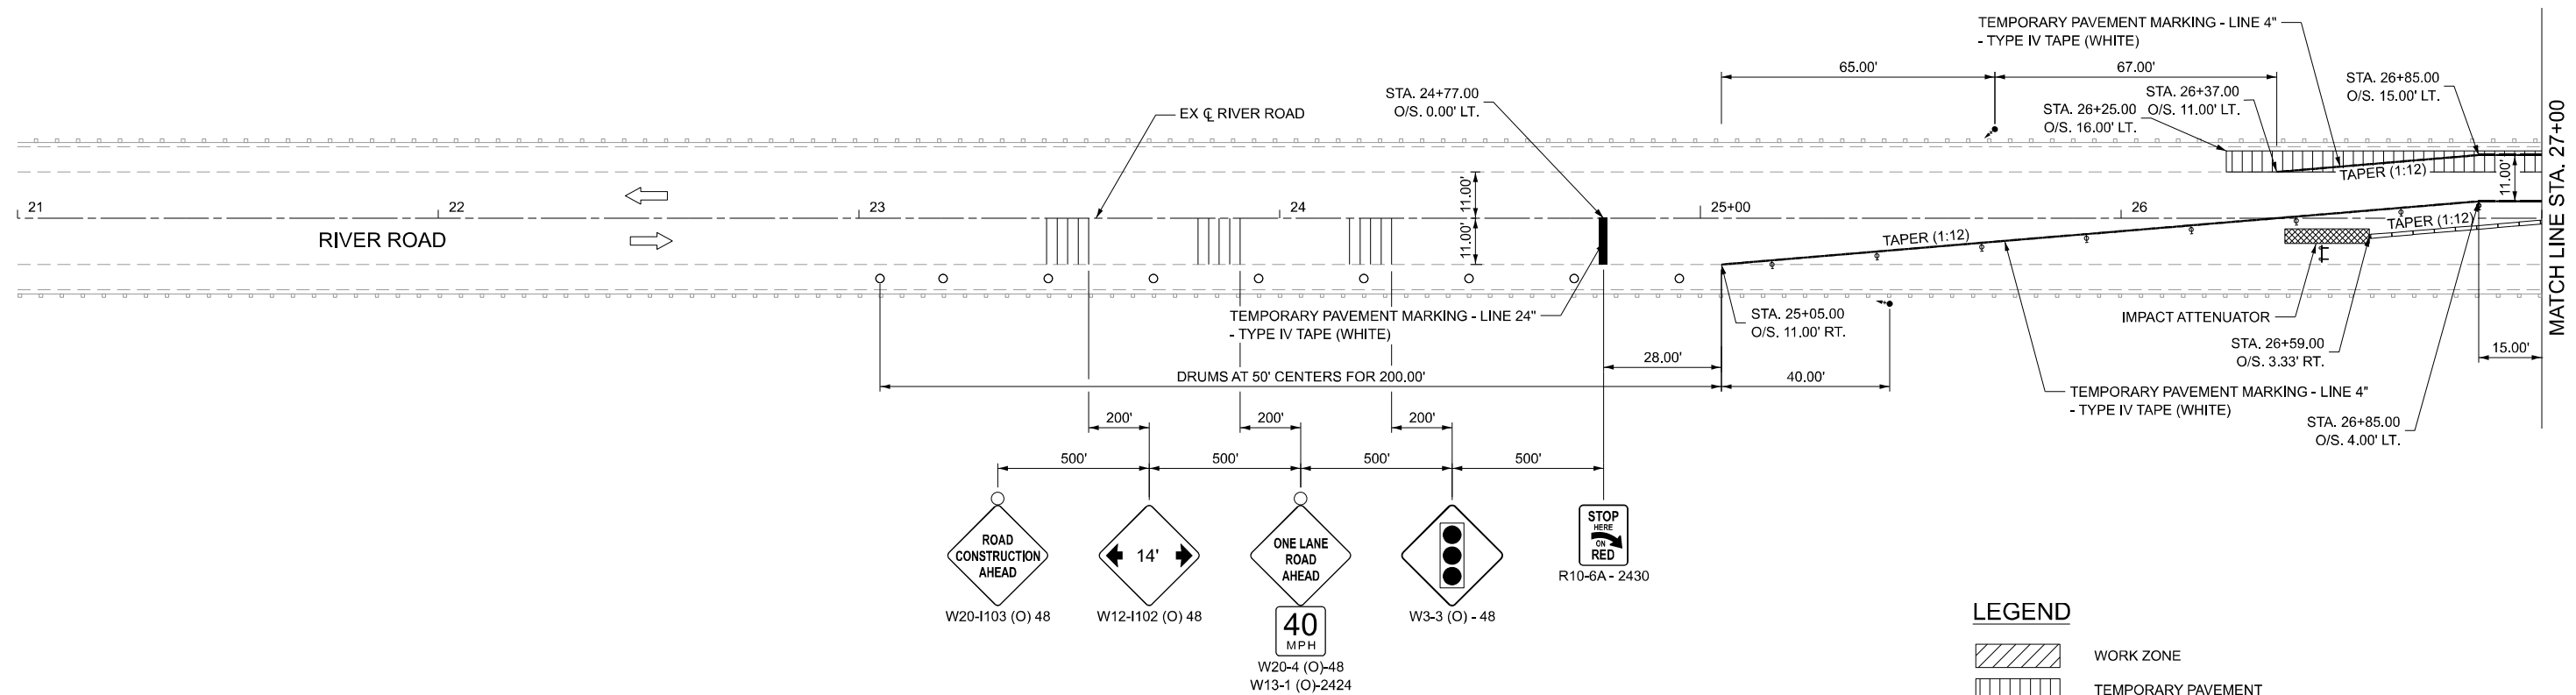 TEMPORARY PAVEMENT MARKING - LINE 4"
- TYPE IV TAPE (WHITE)
65.00'
67.00'
STA. 24+77.00
O/S. 0.00' LT.
STA. 26+85.00
O/S. 15.00' LT.
STA. 26+37.00
O/S. 11.00' LT.
STA. 26+25.00
O/S. 16.00' LT.
EX ℄ RIVER ROAD
MATCH LINE STA. 27+00
TAPER (1:12)
11.00'
11.00'
11.00'
21
22
23
24
25+00
26
RIVER ROAD
TAPER (1:12)
TAPER (1:12)
TEMPORARY PAVEMENT MARKING - LINE 24"
- TYPE IV TAPE (WHITE)
STA. 25+05.00
O/S. 11.00' RT.
IMPACT ATTENUATOR
STA. 26+59.00
O/S. 3.33' RT.
15.00'
28.00'
DRUMS AT 50' CENTERS FOR 200.00'
40.00'
TEMPORARY PAVEMENT MARKING - LINE 4"
- TYPE IV TAPE (WHITE)
STA. 26+85.00
O/S. 4.00' LT.
200'
200'
200'
500'
500'
500'
500'
ROAD
CONSTRUCTION
AHEAD
W20-I103 (O) 48
14'
W12-I102 (O) 48
ONE LANE
ROAD
AHEAD
40
MPH
W20-4 (O)-48
W13-1 (O)-2424
W3-3 (O) - 48
STOP
HERE
ON
RED
R10-6A - 2430
LEGEND
WORK ZONE
TEMPORARY PAVEMENT